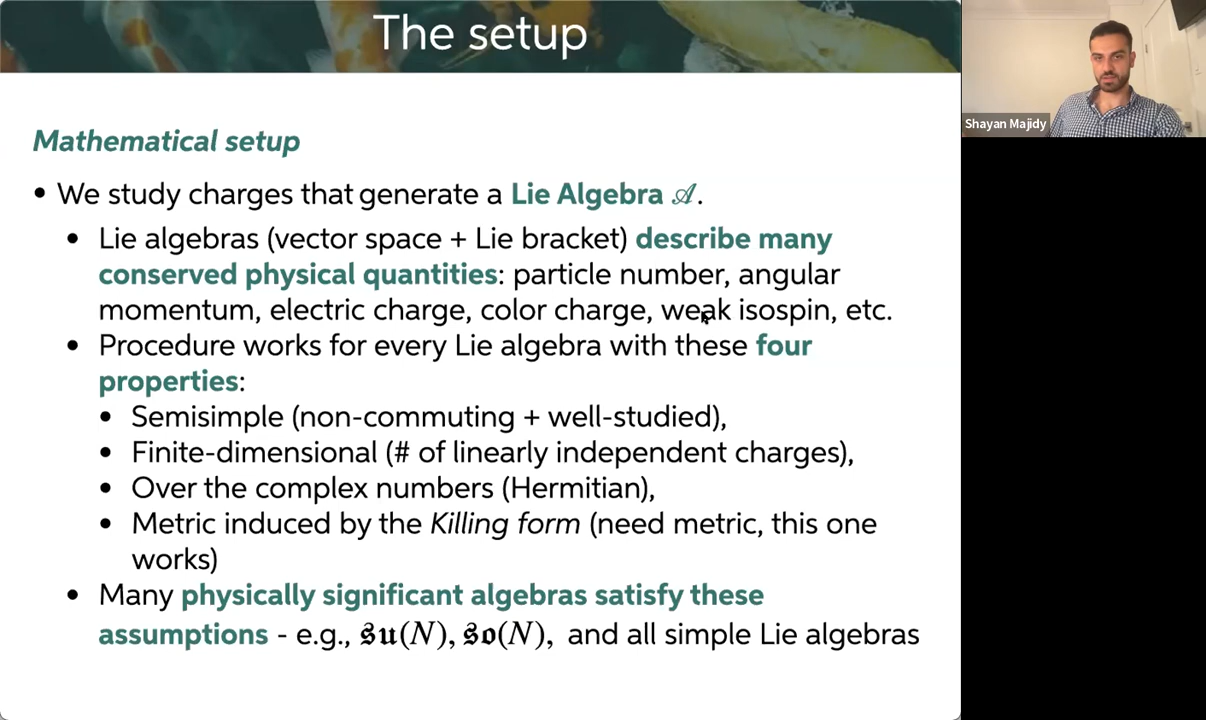 The setup
Shayan Majidy
Mathematical setup
• We study charges that generate a Lie Algebra 𝒜.
• Lie algebras (vector space + Lie bracket) describe many
conserved physical quantities: particle number, angular
momentum, electric charge, color charge, weak isospin, etc.
• Procedure works for every Lie algebra with these four
properties:
• Semisimple (non-commuting + well-studied),
• Finite-dimensional (# of linearly independent charges),
• Over the complex numbers (Hermitian),
• Metric induced by the Killing form (need metric, this one
works)
• Many physically significant algebras satisfy these
assumptions - e.g., 𝖘𝖚(N), 𝖘𝖔(N), and all simple Lie algebras